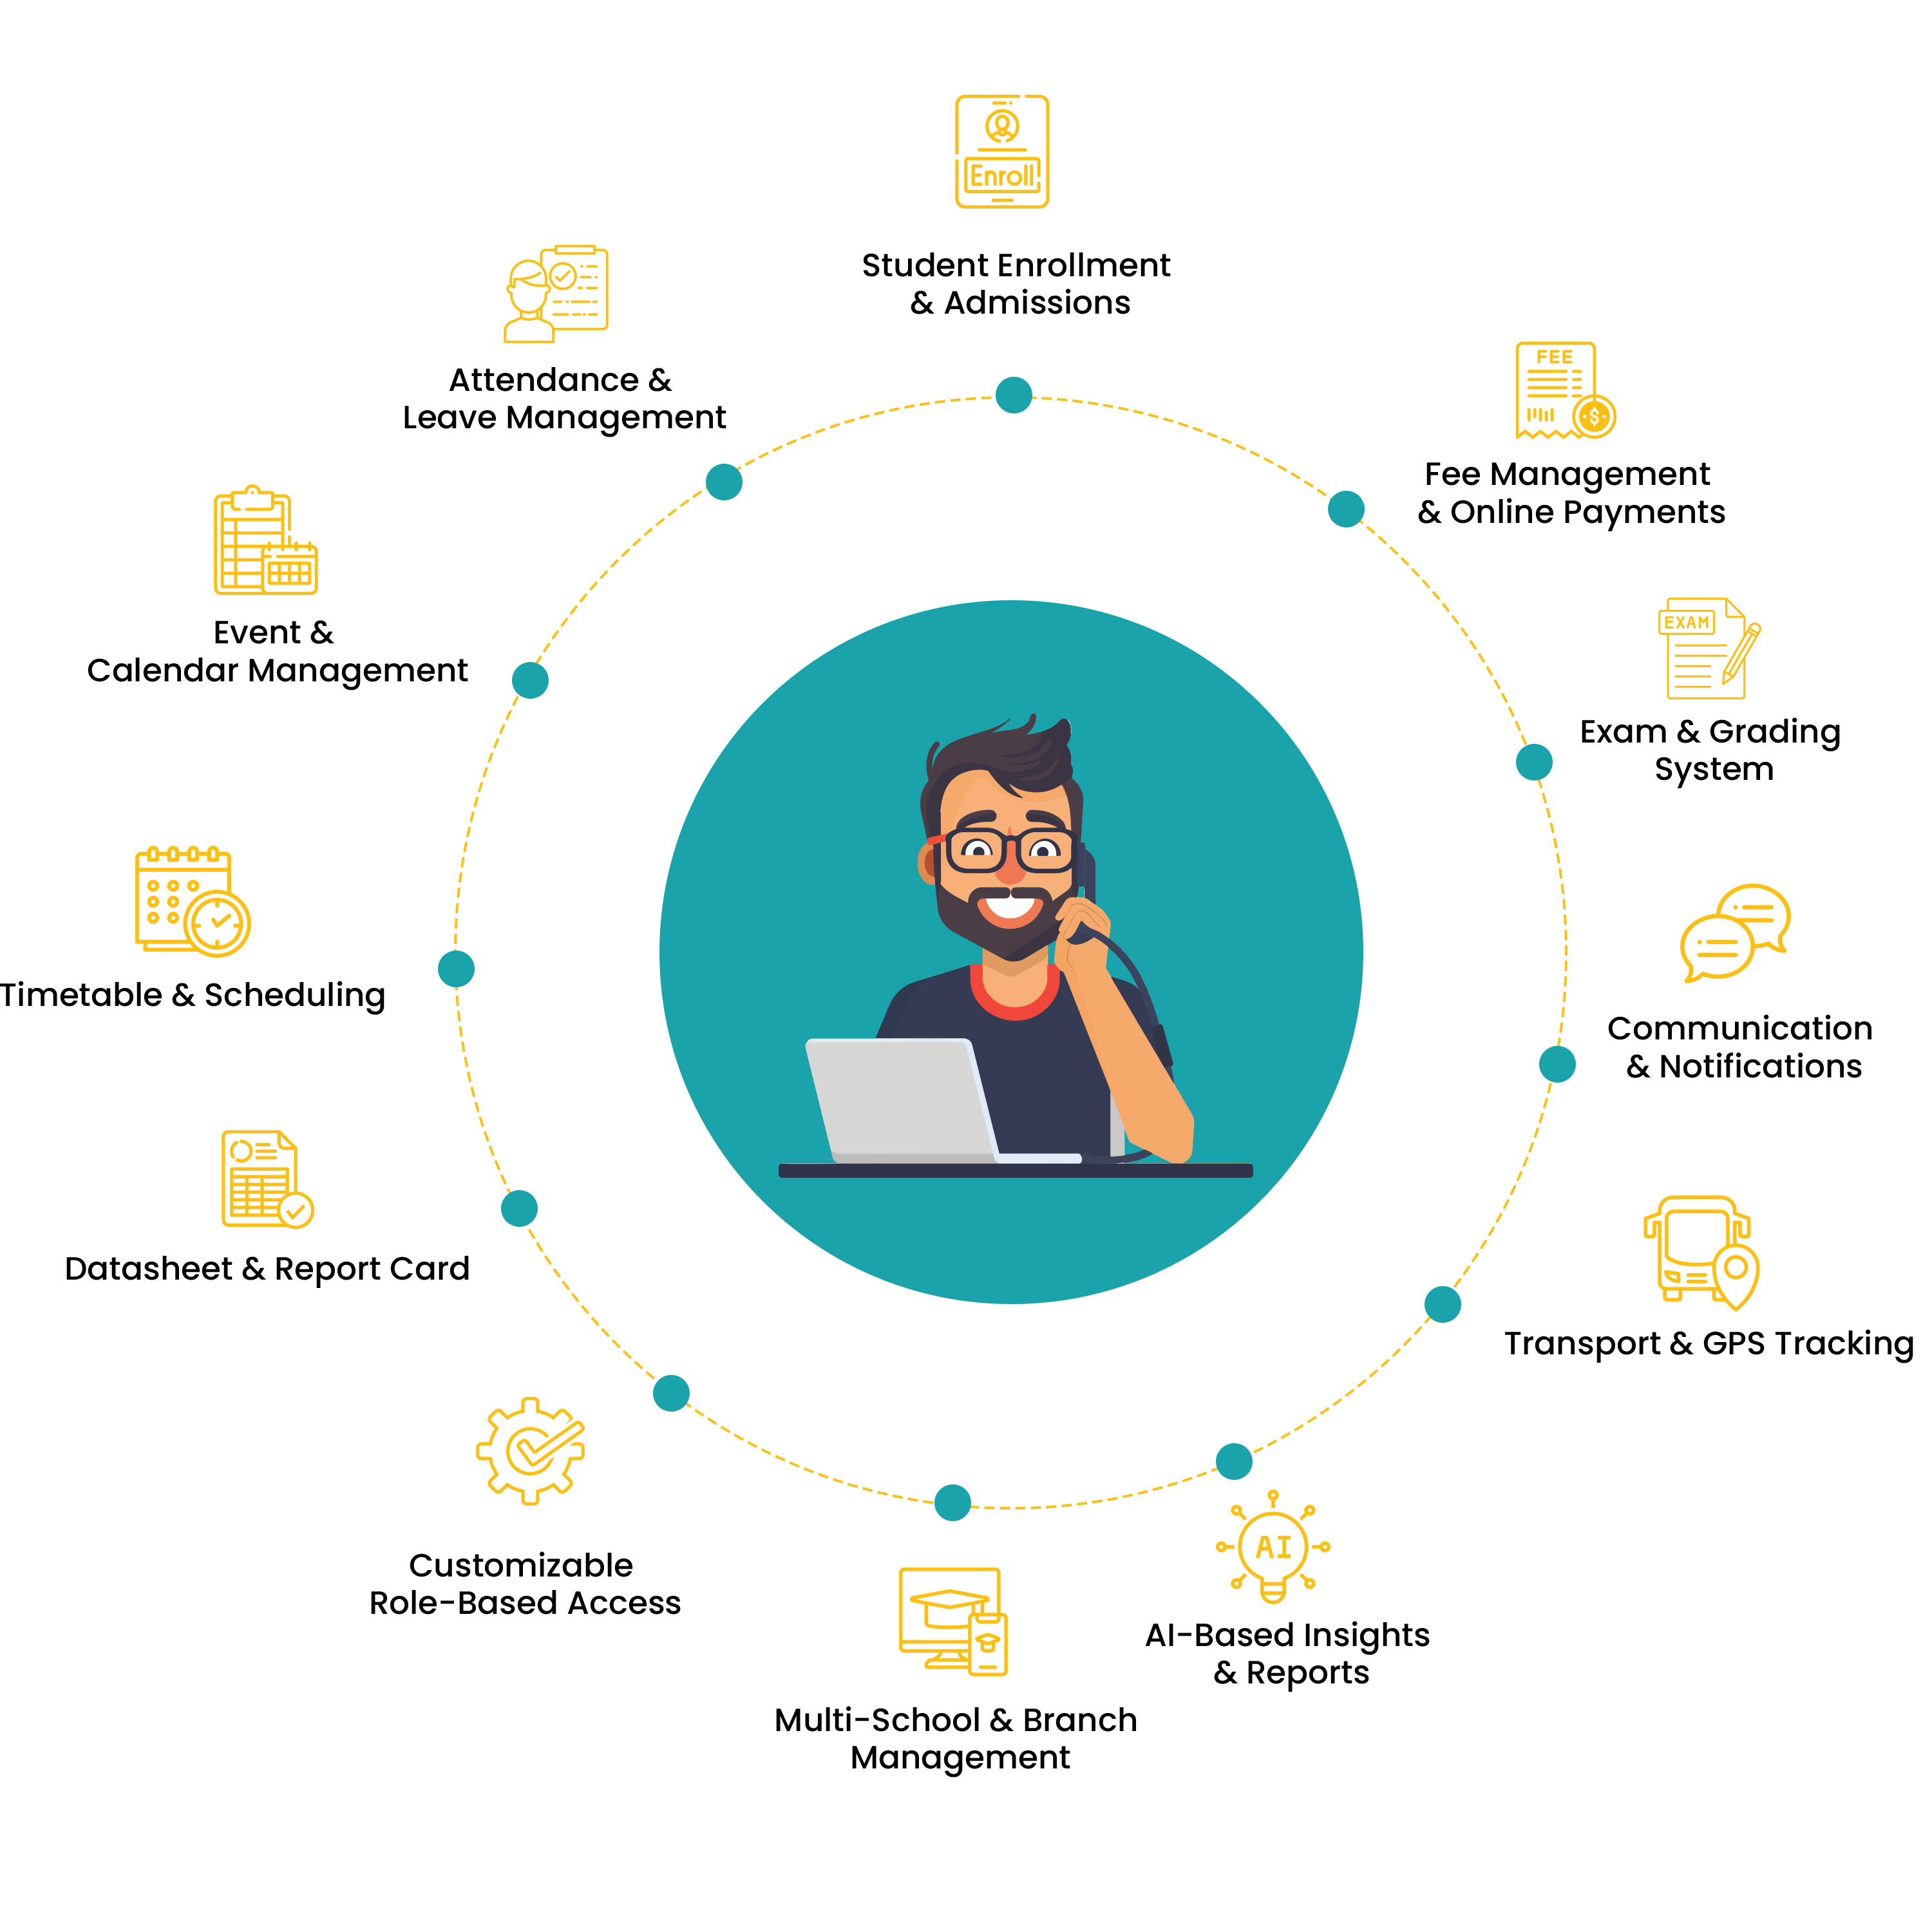 Enroll
Student Enrollment
& Admissions
FEE
$
Fee Management
& Online Payments
EXAM
Exam & Grading
System
Communication
& Notifications
Transport & GPS Tracking
AI
AI-Based Insights
& Reports
Multi-School & Branch
Management
Customizable
Role-Based Access
Datasheet & Report Card
Timetable & Scheduling
Event &
Calendar Management
Attendance &
Leave Management